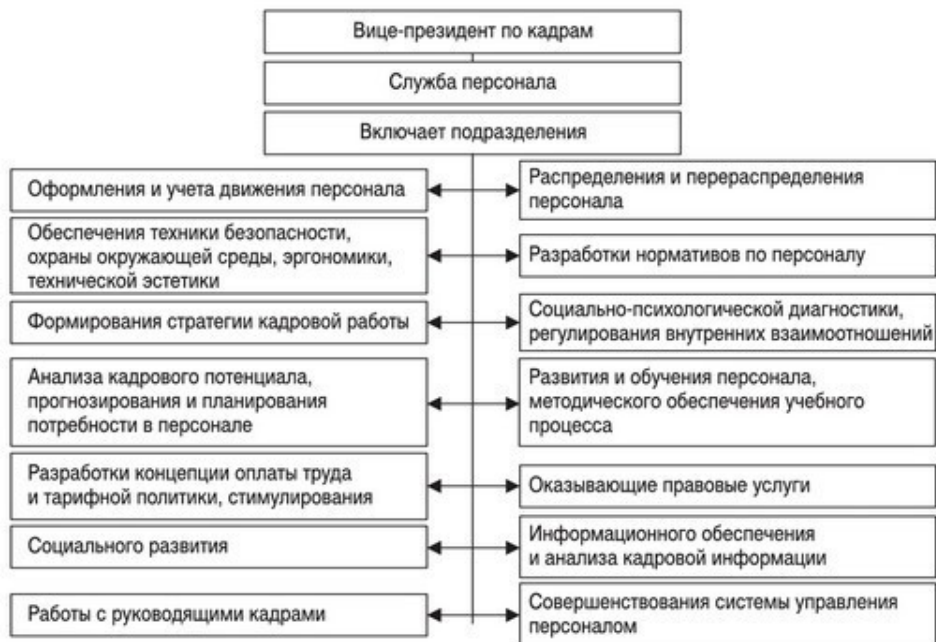 Вице-президент по кадрам
Служба персонала
Включает подразделения
Оформления и учета движения персонала
Распределения и перераспределения
персонала
Обеспечения техники безопасности,
охраны окружающей среды, эргономики,
технической эстетики
Разработки нормативов по персоналу
Формирования стратегии кадровой работы
Социально-психологической диагностики,
регулирования внутренних взаимоотношений
Анализа кадрового потенциала,
прогнозирования и планирования
потребности в персонале
Развития и обучения персонала,
методического обеспечения учебного
процесса
Разработки концепции оплаты труда
и тарифной политики, стимулирования
Оказывающие правовые услуги
Социального развития
Информационного обеспечения
и анализа кадровой информации
Работы с руководящими кадрами
Совершенствования системы управления
персоналом